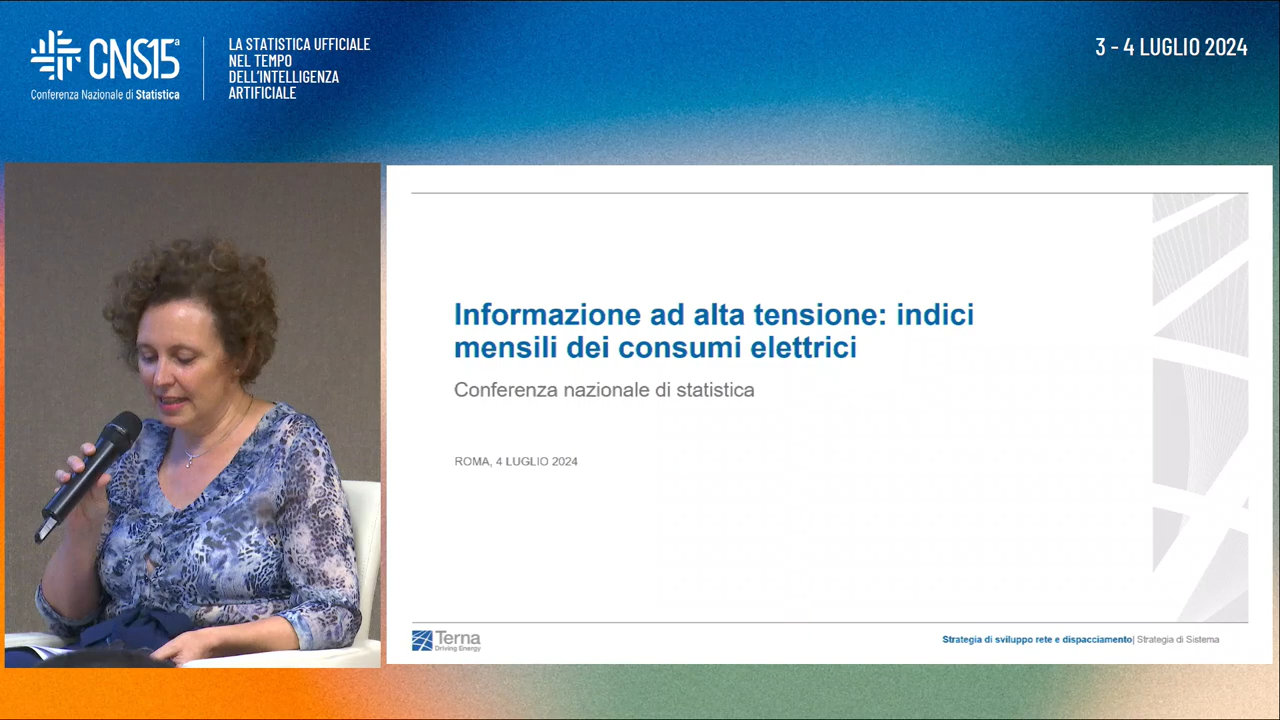 CNS15ª
Conferenza Nazionale di Statistica
LA STATISTICA UFFICIALE
NEL TEMPO
DELL'INTELLIGENZA
ARTIFICIALE
3 - 4 LUGLIO 2024
Informazione ad alta tensione: indici
mensili dei consumi elettrici
Conferenza nazionale di statistica
ROMA, 4 LUGLIO 2024
Terna
Driving Energy
Strategia di sviluppo rete e dispacciamento| Strategia di Sistema